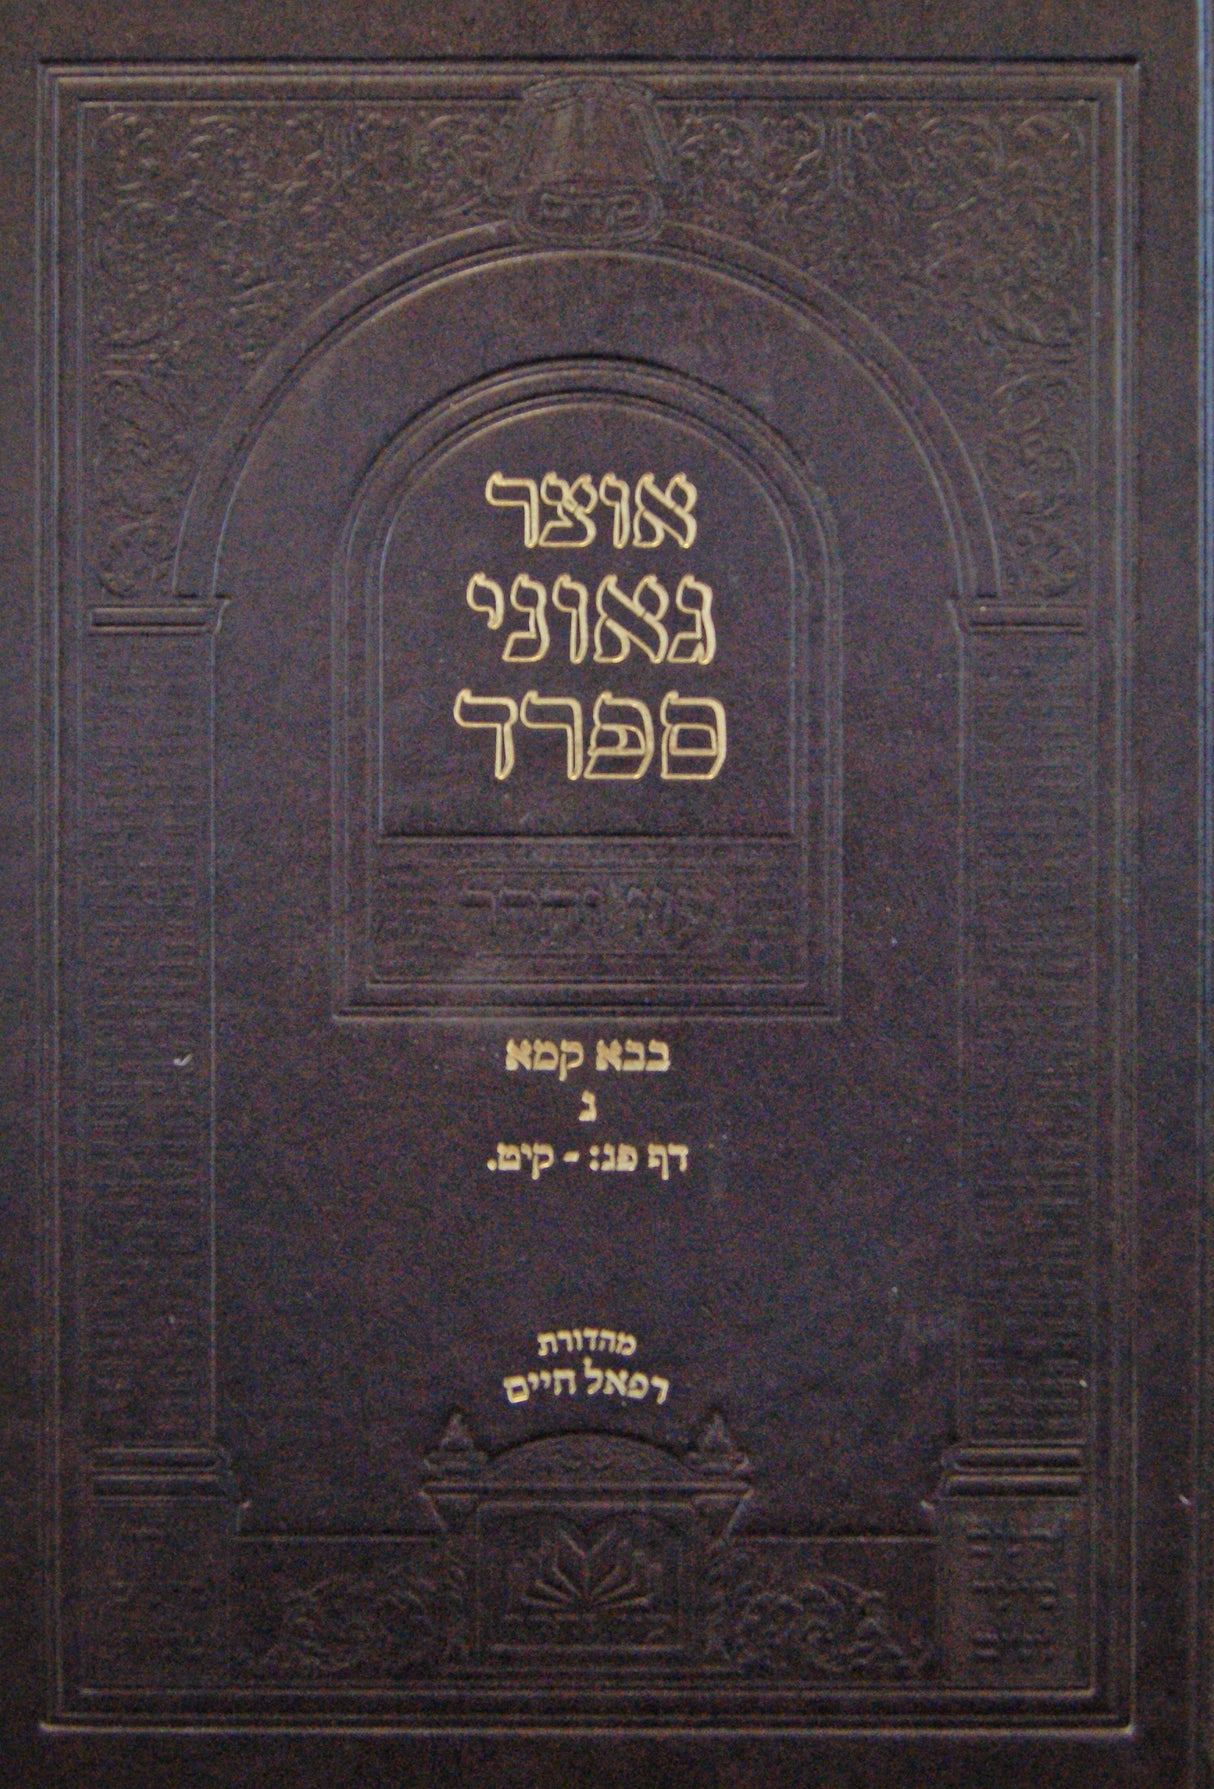 אוצר
גאוני
ספרד
בבא קמא
ג
דף פג: - קיט.
מהדורת
רפאל חיים